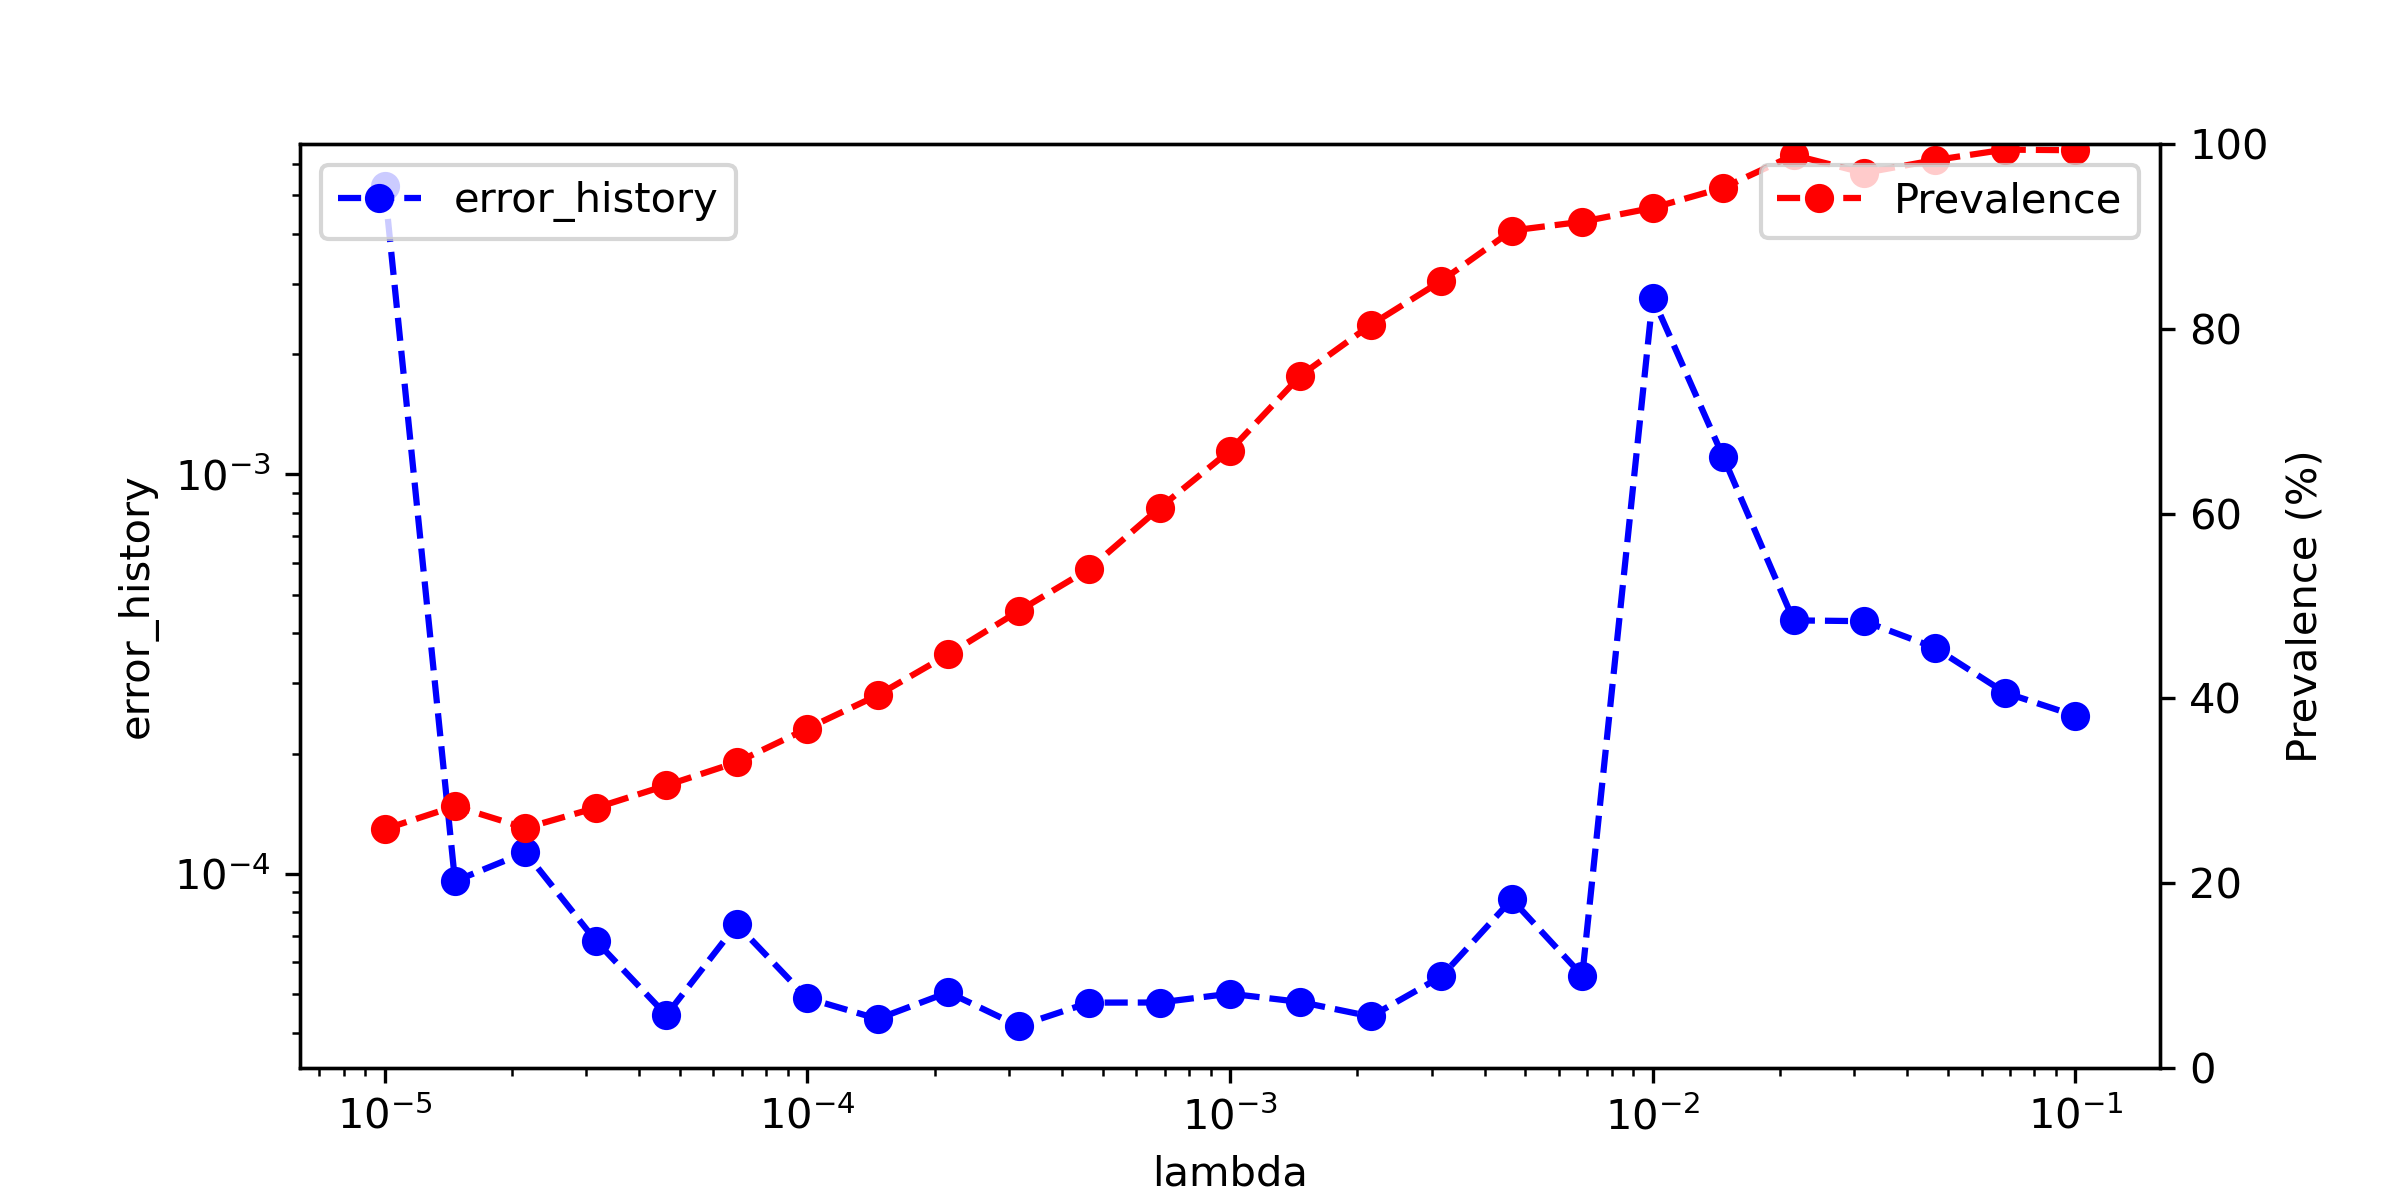 error_history
Prevalence
10⁻³
10⁻⁴
error_history
100
80
60
40
20
0
Prevalence (%)
10⁻⁵
10⁻⁴
10⁻³
10⁻²
10⁻¹
lambda